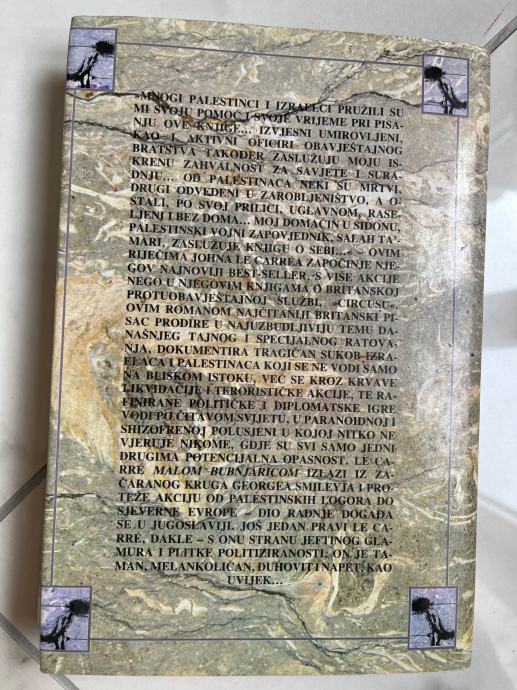 »MNOGI PALESTINCI I IZRAELCI PRUŽILI SU
MI SVOJU POMOĆ I SVOJE VRIJEME PRI PISA-
NJU OVE KNJIGE... IZVJESNI UMIROVLJENI,
KAO I AKTIVNI OFICIRI OBAVJEŠTAJNOG
BRATSTVA TAKOĐER ZASLUŽUJU MOJU IS-
KRENU ZAHVALNOST ZA SAVJETE I SURA-
DNJU... OD PALESTINACA NEKI SU MRTVI,
DRUGI ODVEDENI U ZAROBLJENIŠTVO, A O-
STALI, PO SVOJ PRILICI, UGLAVNOM, RASE-
LJENI I BEZ DOMA... MOJ DOMAĆIN U SIDONU,
PALESTINSKI VOJNI ZAPOVJEDNIK, SALAH TA'-
MARI, ZASLUŽUJE KNJIGU O SEBI...« – OVIM
RIJEČIMA JOHNA LE CARRÉA ZAPOČINJE NJE-
GOV NAJNOVIJI BEST-SELLER, S VIŠE AKCIJE
NEGO U NJEGOVIM KNJIGAMA O BRITANSKOJ
PROTUOBAVJEŠTAJNOJ SLUŽBI, »CIRCUSU«.
OVIM ROMANOM NAJČITANIJI BRITANSKI PI-
SAC PRODIRE U NAJUZBUDLJIVIJU TEMU DA-
NAŠNJEG TAJNOG I SPECIJALNOG RATOVA-
NJA, DOKUMENTIRA TRAGIČAN SUKOB IZRA-
ELACA I PALESTINACA KOJI SE NE VODI SAMO
NA BLISKOM ISTOKU, VEĆ SE KROZ KRVAVE
LIKVIDACIJE I TERORISTIČKE AKCIJE, TE RA-
FINIRANE POLITIČKE I DIPLOMATSKE IGRE
VODI PO ČITAVOM SVIJETU, U PARANOIDNOJ I
SHIZOFRENOJ POLUSJENI U KOJOJ NITKO NE
VJERUJE NIKOME, GDJE SU SVI SAMO JEDNI
DRUGIMA POTENCIJALNA OPASNOST. LE CA-
RRÉ MALOM BUBNJARICOM IZLAZI IZ ZA-
ČARANOG KRUGA GEORGEA SMILEYJA I PRO-
TEŽE AKCIJU OD PALESTINSKIH LOGORA DO
SJEVERNE EVROPE – DIO RADNJE DOGAĐA
SE U JUGOSLAVIJI. JOŠ JEDAN PRAVI LE CA-
RRÉ, DAKLE – S ONU STRANU JEFTINOG GLA-
MURA I PLITKE POLITIZIRANOSTI, ON JE TA-
MAN, MELANKOLIČAN, DUHOVIT I NAPET, KAO
UVIJEK...